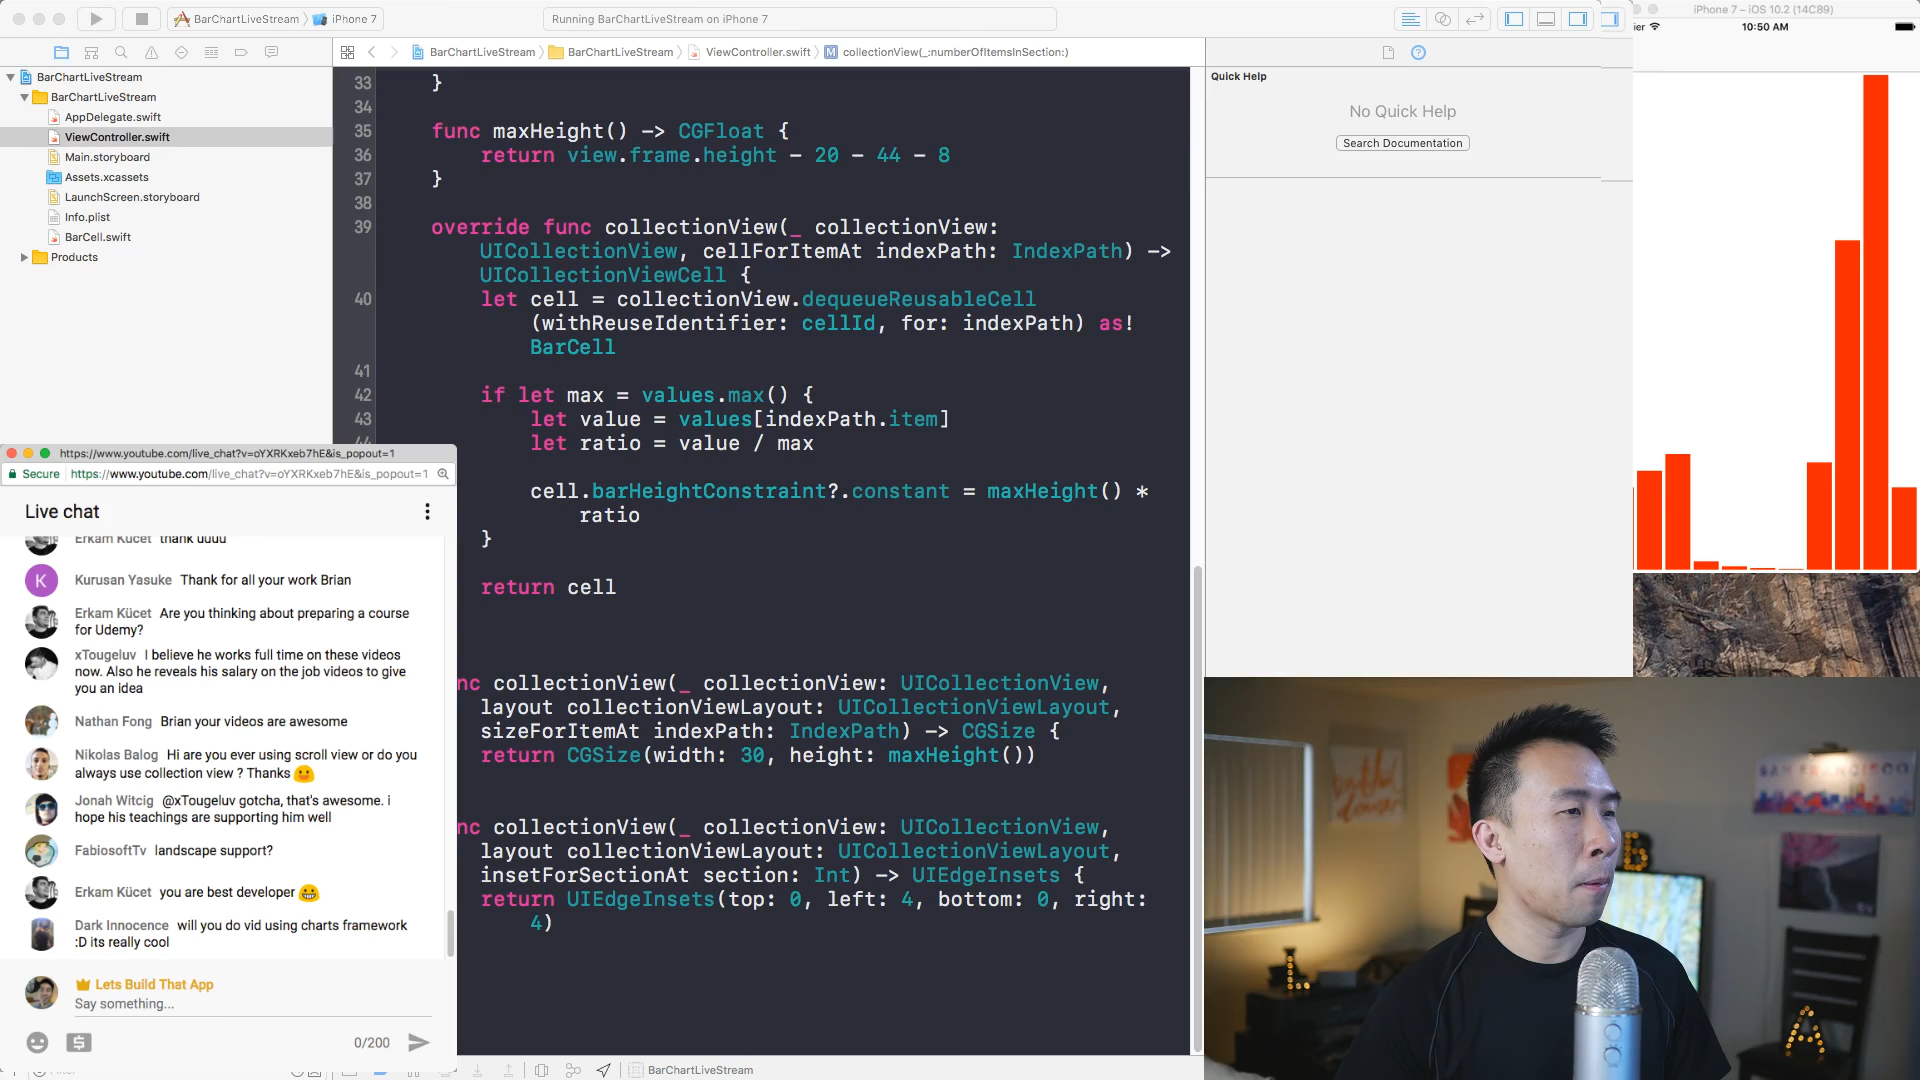 BarChartLiveStream
iPhone 7
Running BarChartLiveStream on iPhone 7
iPhone 7 – iOS 10.2 (14C89)
ier
10:50 AM
BarChartLiveStream
BarChartLiveStream
ViewController.swift
collectionView(_:numberOfItemsInSection:)
BarChartLiveStream
BarChartLiveStream
AppDelegate.swift
ViewController.swift
Main.storyboard
Assets.xcassets
LaunchScreen.storyboard
Info.plist
BarCell.swift
Products
33 }
34
35 func maxHeight() -> CGFloat {
36 return view.frame.height - 20 - 44 - 8
37 }
38
39 override func collectionView(_ collectionView:
UICollectionView, cellForItemAt indexPath: IndexPath) ->
UICollectionViewCell {
40 let cell = collectionView.dequeueReusableCell
(withReuseIdentifier: cellId, for: indexPath) as!
BarCell
41
42 if let max = values.max() {
43 let value = values[indexPath.item]
let ratio = value / max
cell.barHeightConstraint?.constant = maxHeight() *
ratio
}
return cell
nc collectionView(_ collectionView: UICollectionView,
layout collectionViewLayout: UICollectionViewLayout,
sizeForItemAt indexPath: IndexPath) -> CGSize {
return CGSize(width: 30, height: maxHeight())
nc collectionView(_ collectionView: UICollectionView,
layout collectionViewLayout: UICollectionViewLayout,
insetForSectionAt section: Int) -> UIEdgeInsets {
return UIEdgeInsets(top: 0, left: 4, bottom: 0, right:
4)
BarChartLiveStream
Quick Help
No Quick Help
Search Documentation
https://www.youtube.com/live_chat?v=oYXRKxeb7hE&is_popout=1
Secure https://www.youtube.com/live_chat?v=oYXRKxeb7hE&is_popout=1
Live chat
Erkam Kücet thank uuuu
K
Kurusan Yasuke Thank for all your work Brian
Erkam Kücet Are you thinking about preparing a course
for Udemy?
xTougeluv I believe he works full time on these videos
now. Also he reveals his salary on the job videos to give
you an idea
Nathan Fong Brian your videos are awesome
Nikolas Balog Hi are you ever using scroll view or do you
always use collection view ? Thanks
Jonah Witcig @xTougeluv gotcha, that's awesome. i
hope his teachings are supporting him well
FabiosoftTv landscape support?
Erkam Kücet you are best developer
Dark Innocence will you do vid using charts framework
:D its really cool
Lets Build That App
Say something...
0/200
SAN FRANCISCO
L
B
A